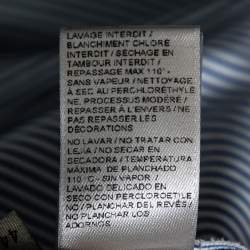 LAVAGE INTERDIT /
BLANCHIMENT CHLORÉ
INTERDIT / SÉCHAGE EN
TAMBOUR INTERDIT /
REPASSAGE MAX 110°-
SANS VAPEUR / NETTOYAGE
À SEC AU PERCHLORÉTHYLÈ
NE, PROCESSUS MODÉRÉ /
REPASSER À L'ENVERS / NE
PAS REPASSER LES
DÉCORATIONS
NO LAVAR / NO TRATAR CON
LEJIA / NO SECAR EN
SECADORA / TEMPERATURA
MÁXIMA DE PLANCHADO
110°C - SIN VAPOR /
LAVADO DELICADO EN
SECO CON PERCLOROETILE
NO / PLANCHAR DEL REVÉS /
NO PLANCHAR LOS
ADORNOS